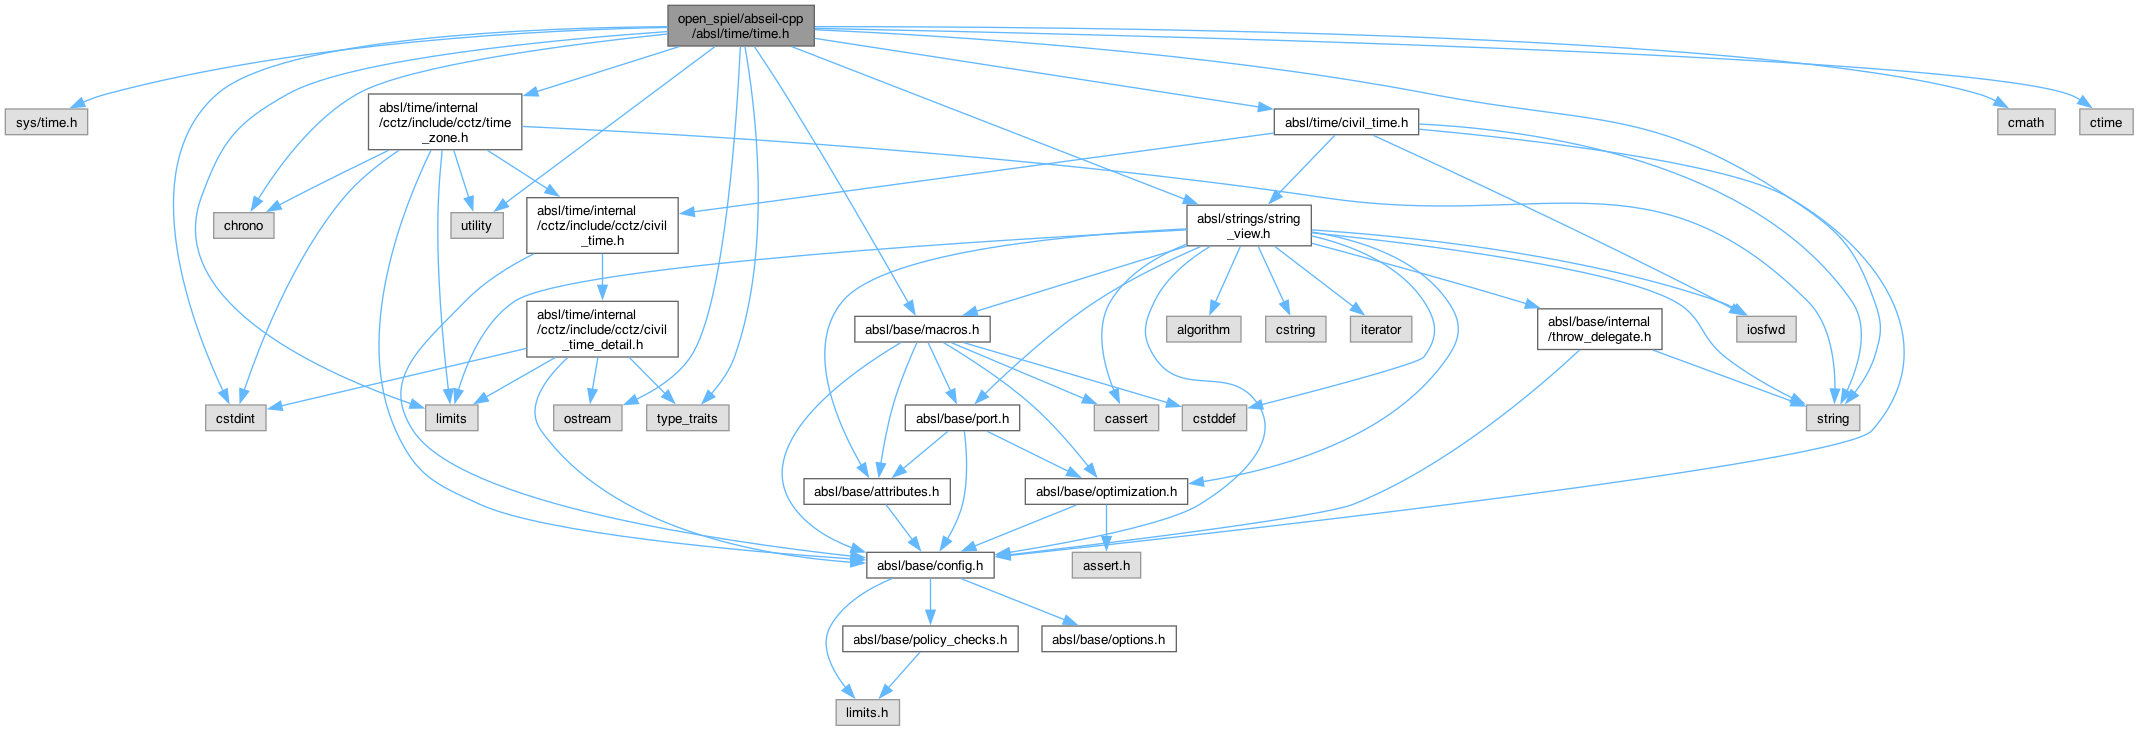 open_spiel/abseil-cpp
/absl/time/time.h
sys/time.h
absl/time/internal
/cctz/include/cctz/time
_zone.h
absl/time/civil_time.h
cmath
ctime
chrono
utility
absl/time/internal
/cctz/include/cctz/civil
_time.h
absl/strings/string
_view.h
absl/time/internal
/cctz/include/cctz/civil
_time_detail.h
absl/base/macros.h
algorithm
cstring
iterator
absl/base/internal
/throw_delegate.h
iosfwd
cstdint
limits
ostream
type_traits
absl/base/port.h
cassert
cstddef
string
absl/base/attributes.h
absl/base/optimization.h
absl/base/config.h
assert.h
absl/base/policy_checks.h
absl/base/options.h
limits.h